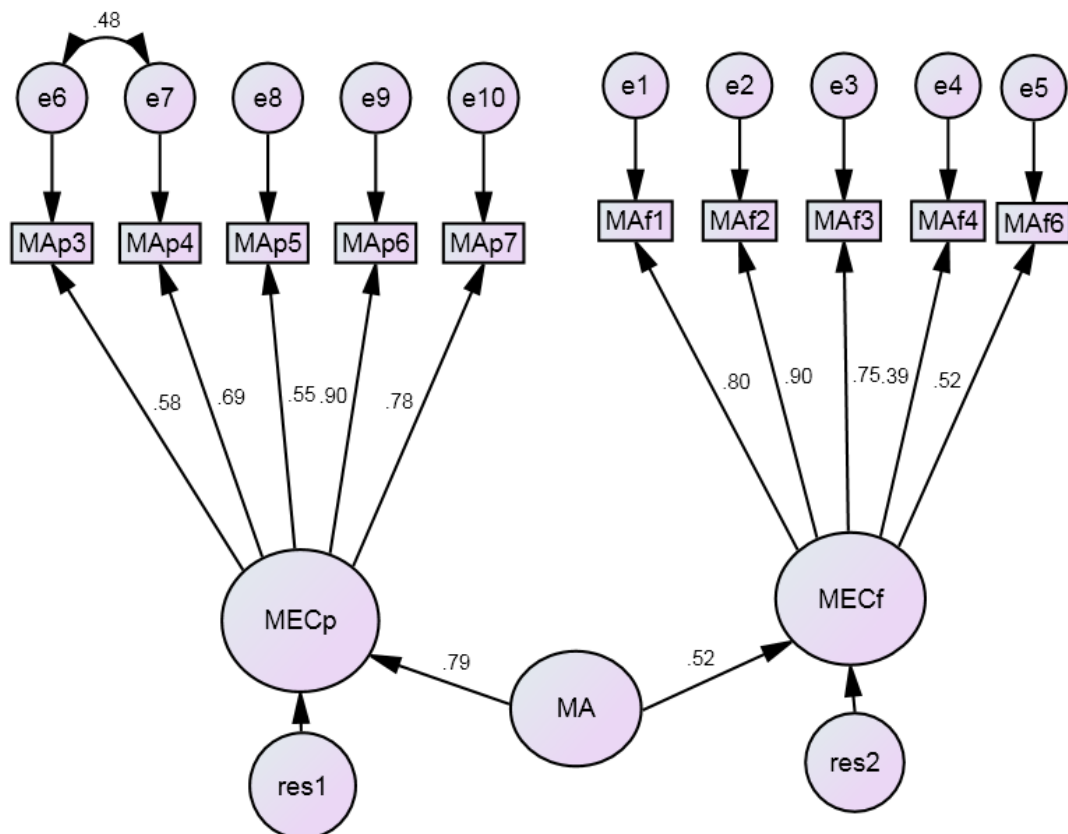 .48
e6 e7 e8 e9 e10 e1 e2 e3 e4 e5
MAp3 MAp4 MAp5 MAp6 MAp7 MAf1 MAf2 MAf3 MAf4 MAf6
.58 .69 .55 .90 .78 .80 .90 .75 .39 .52
MECp MECf
.79 .52
MA
res1 res2